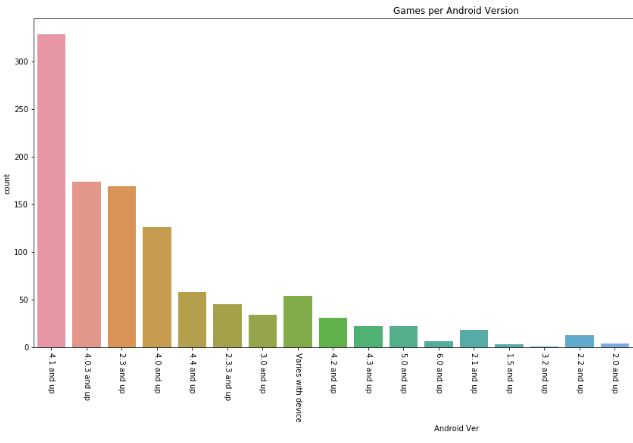 Games per Android Version
300
250
200
150
100
50
0
count
4.1 and up
4.0.3 and up
2.3 and up
4.0 and up
4.4 and up
2.3.3 and up
3.0 and up
Varies with device
4.2 and up
4.3 and up
5.0 and up
6.0 and up
2.1 and up
1.5 and up
3.2 and up
2.2 and up
2.0 and up
Android Ver